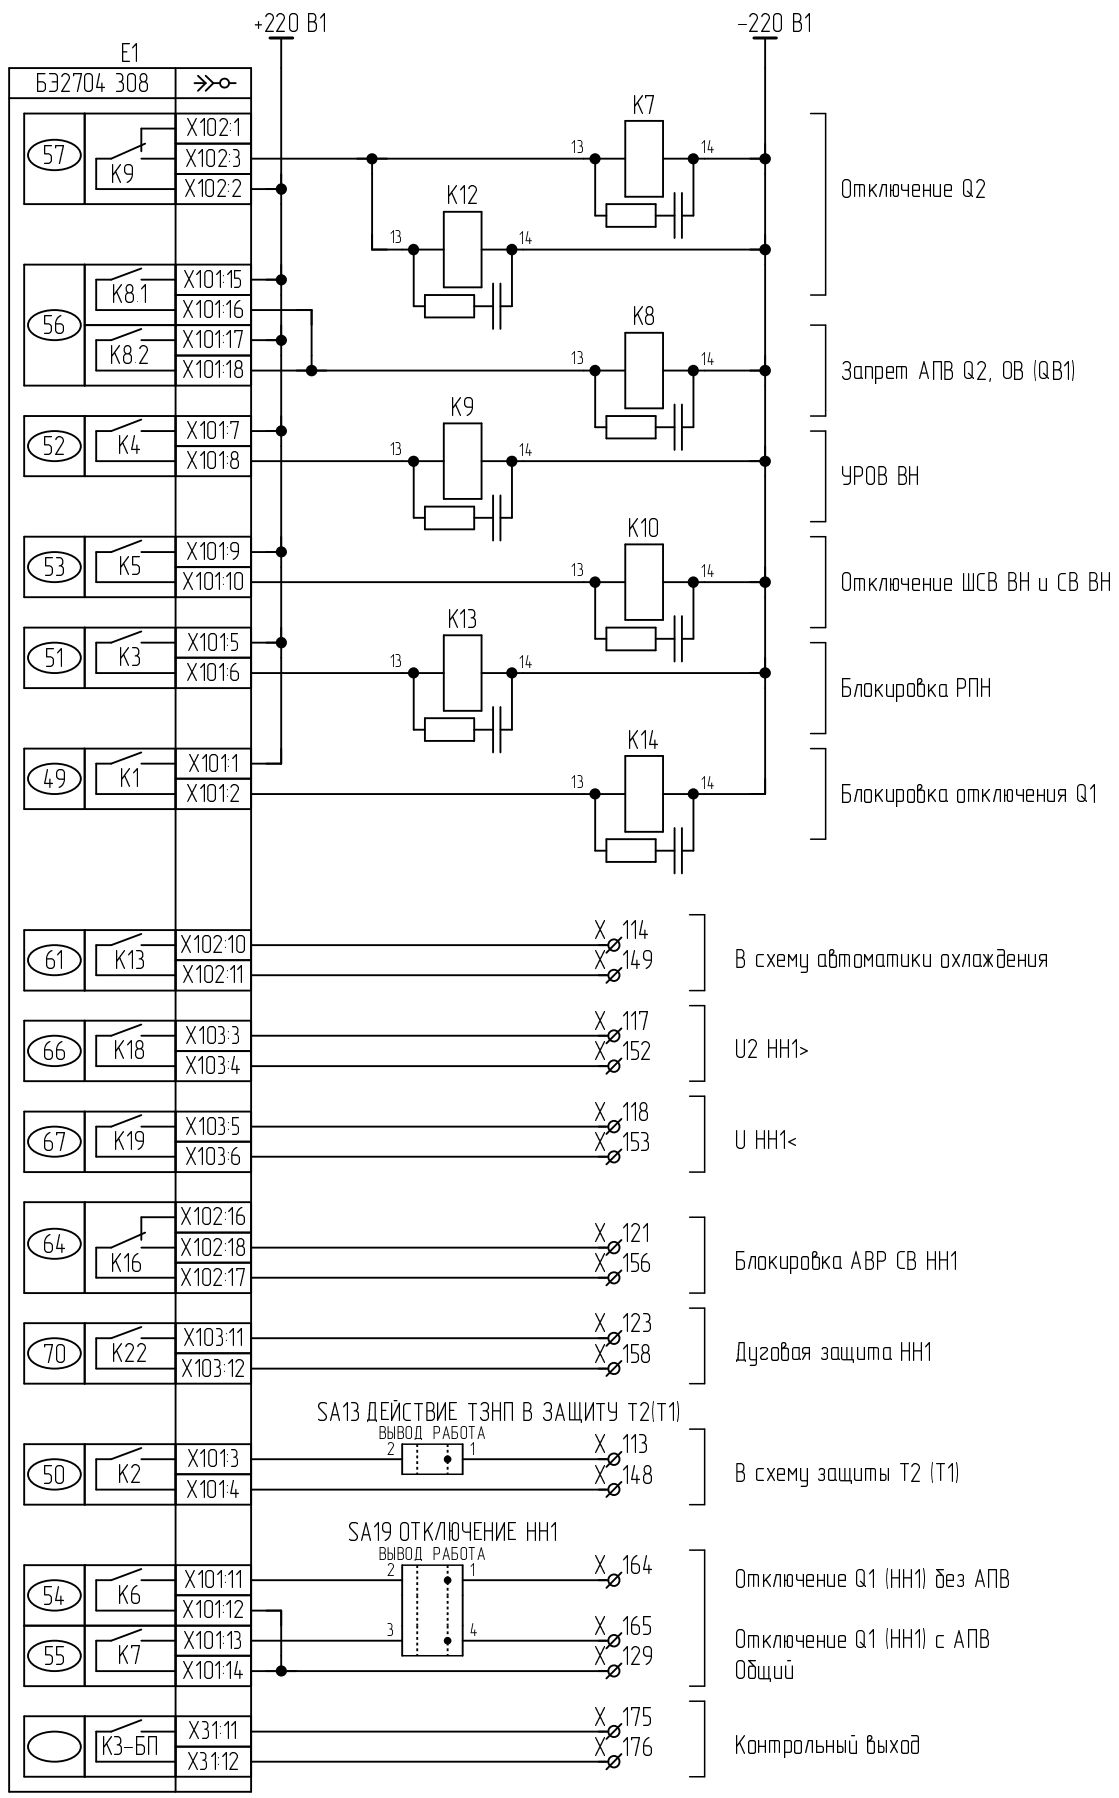 +220 В1
-220 В1
Е1
БЭ2704 308
57
К9
Х102:1
Х102:3
Х102:2
К7
13
14
К12
13
14
Отключение Q2
56
К8.1
К8.2
Х101:15
Х101:16
Х101:17
Х101:18
К8
13
14
Запрет АПВ Q2, ОВ (QВ1)
52
К4
Х101:7
Х101:8
К9
13
14
УРОВ ВН
53
К5
Х101:9
Х101:10
К10
13
14
Отключение ШСВ ВН и СВ ВН
51
К3
Х101:5
Х101:6
К13
13
14
Блокировка РПН
49
К1
Х101:1
Х101:2
К14
13
14
Блокировка отключения Q1
61
К13
Х102:10
Х102:11
Х 114
Х 149
В схему автоматики охлаждения
66
К18
Х103:3
Х103:4
Х 117
Х 152
U2 НН1>
67
К19
Х103:5
Х103:6
Х 118
Х 153
U НН1<
64
К16
Х102:16
Х102:18
Х102:17
Х 121
Х 156
Блокировка АВР СВ НН1
70
К22
Х103:11
Х103:12
Х 123
Х 158
Дуговая защита НН1
SA13 ДЕЙСТВИЕ ТЗНП В ЗАЩИТУ Т2(Т1)
ВЫВОД РАБОТА
50
К2
Х101:3
Х101:4
2
1
Х 113
Х 148
В схему защиты Т2 (Т1)
SA19 ОТКЛЮЧЕНИЕ НН1
ВЫВОД РАБОТА
54
К6
Х101:11
Х101:12
2
1
Х 164
Отключение Q1 (НН1) без АПВ
55
К7
Х101:13
Х101:14
3
4
Х 165
Х 129
Отключение Q1 (НН1) с АПВ
Общий
К3-БП
Х31:11
Х31:12
Х 175
Х 176
Контрольный выход